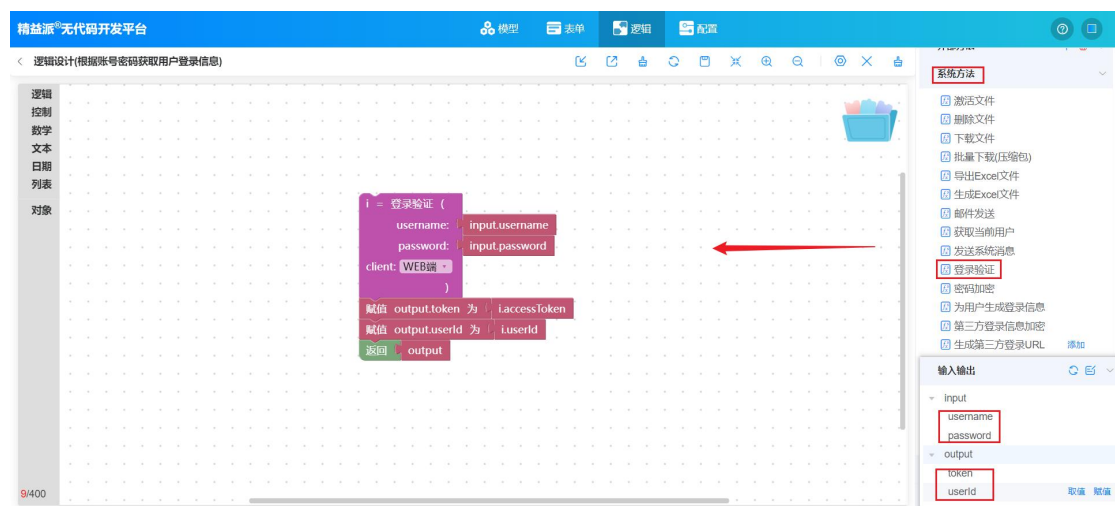 精益派®无代码开发平台
模型
表单
逻辑
配置
逻辑设计(根据账号密码获取用户登录信息)
逻辑
控制
数学
文本
日期
列表
对象
i = 登录验证 (
username: input.username
password: input.password
client: WEB端
)
赋值 output.token 为 i.accessToken
赋值 output.userId 为 i.userId
返回 output
9/400
系统方法
激活文件
删除文件
下载文件
批量下载(压缩包)
导出Excel文件
生成Excel文件
邮件发送
获取当前用户
发送系统消息
登录验证
密码加密
为用户生成登录信息
第三方登录信息加密
生成第三方登录URL 添加
输入输出
input
username
password
output
token
userId 取值 赋值